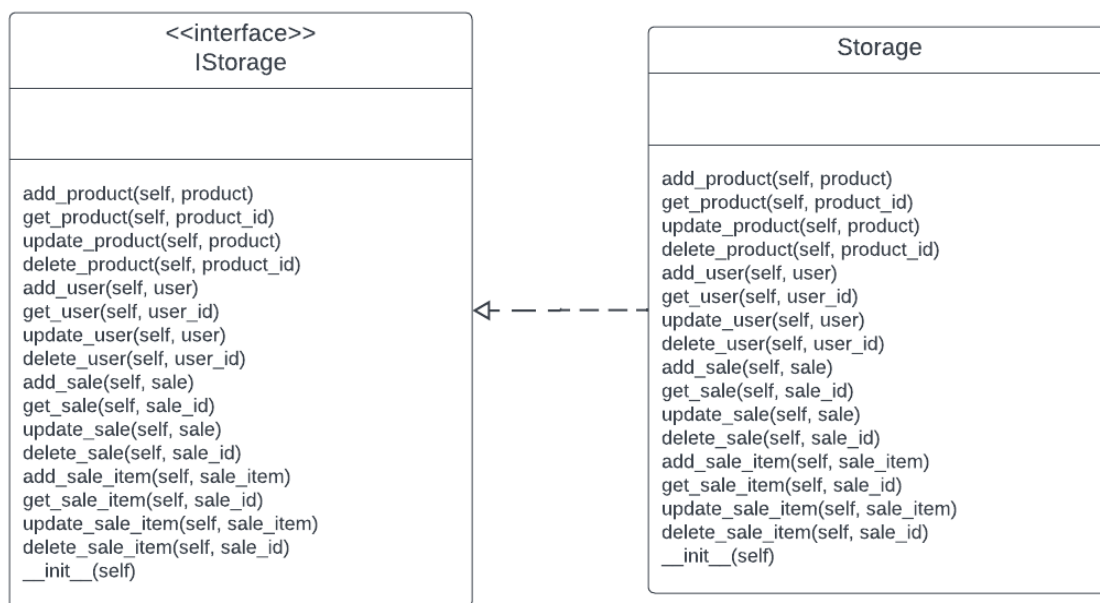 <<interface>>
IStorage
add_product(self, product)
get_product(self, product_id)
update_product(self, product)
delete_product(self, product_id)
add_user(self, user)
get_user(self, user_id)
update_user(self, user)
delete_user(self, user_id)
add_sale(self, sale)
get_sale(self, sale_id)
update_sale(self, sale)
delete_sale(self, sale_id)
add_sale_item(self, sale_item)
get_sale_item(self, sale_id)
update_sale_item(self, sale_item)
delete_sale_item(self, sale_id)
__init__(self)
Storage
add_product(self, product)
get_product(self, product_id)
update_product(self, product)
delete_product(self, product_id)
add_user(self, user)
get_user(self, user_id)
update_user(self, user)
delete_user(self, user_id)
add_sale(self, sale)
get_sale(self, sale_id)
update_sale(self, sale)
delete_sale(self, sale_id)
add_sale_item(self, sale_item)
get_sale_item(self, sale_id)
update_sale_item(self, sale_item)
delete_sale_item(self, sale_id)
__init__(self)